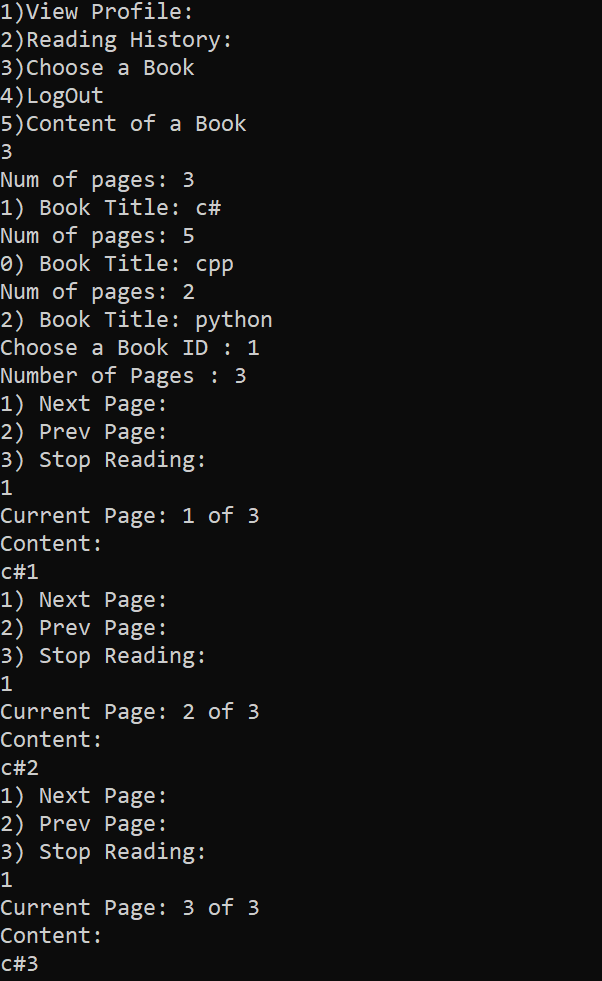 1)View Profile:
2)Reading History:
3)Choose a Book
4)LogOut
5)Content of a Book
3
Num of pages: 3
1) Book Title: c#
Num of pages: 5
0) Book Title: cpp
Num of pages: 2
2) Book Title: python
Choose a Book ID : 1
Number of Pages : 3
1) Next Page:
2) Prev Page:
3) Stop Reading:
1
Current Page: 1 of 3
Content:
c#1
1) Next Page:
2) Prev Page:
3) Stop Reading:
1
Current Page: 2 of 3
Content:
c#2
1) Next Page:
2) Prev Page:
3) Stop Reading:
1
Current Page: 3 of 3
Content:
c#3